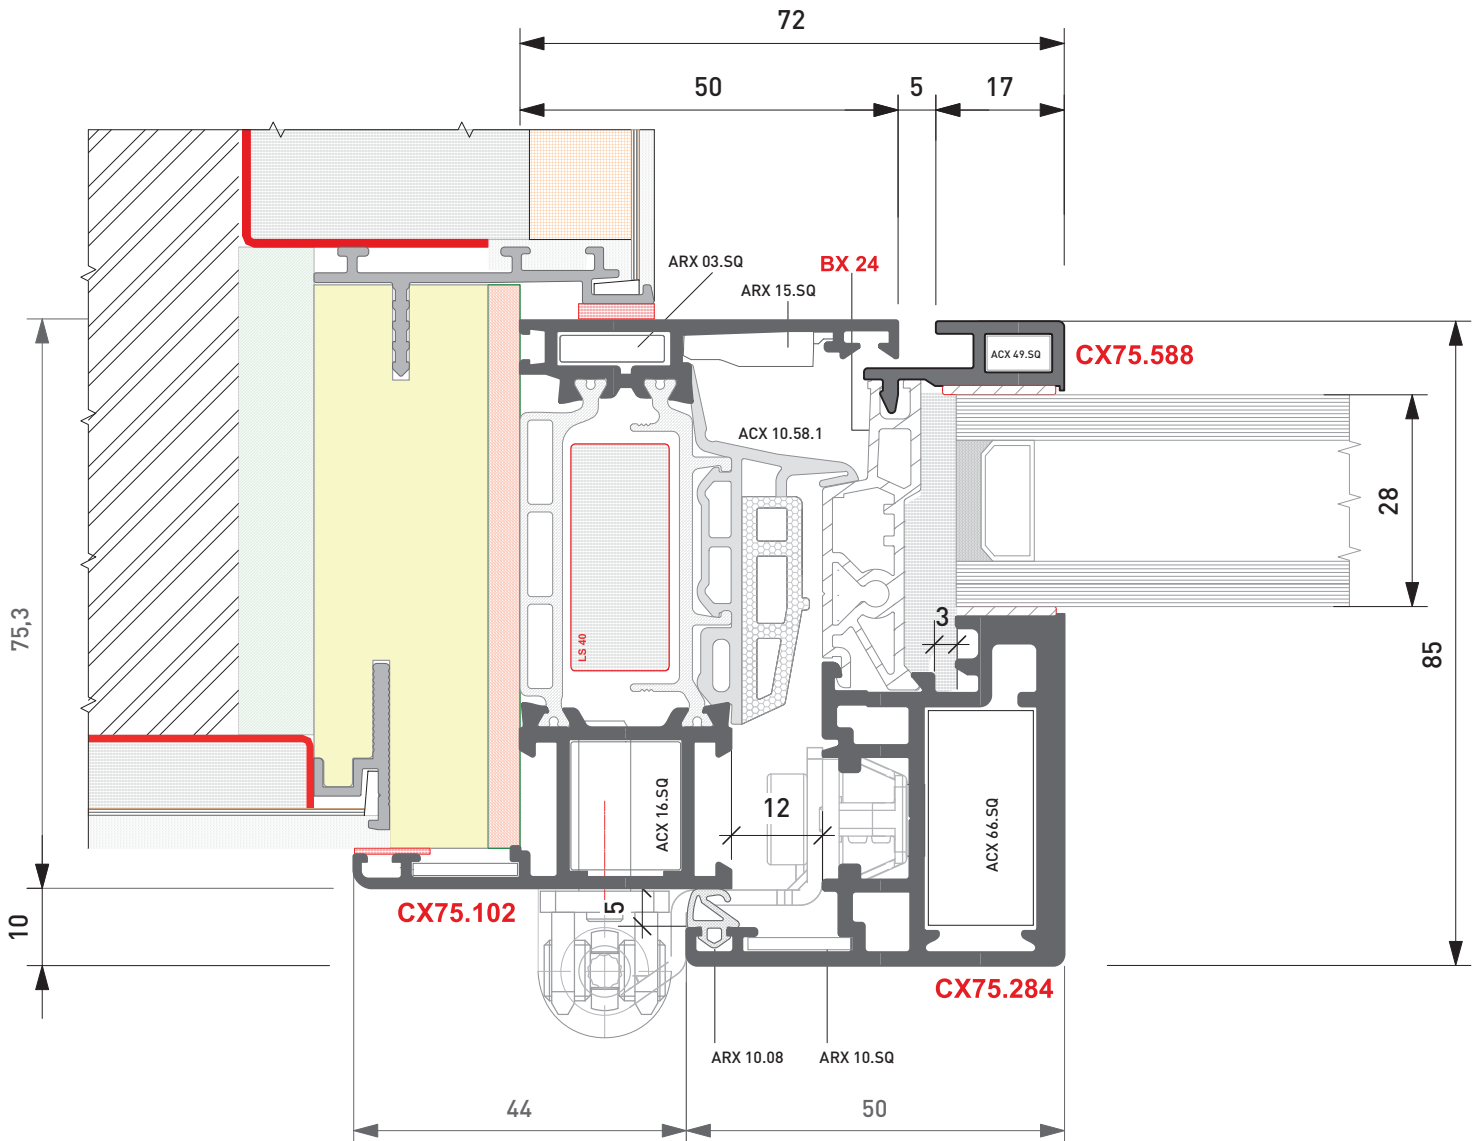 72
50
5
17
ARX 03.SQ
BX 24
ARX 15.SQ
ACX 49.SQ
CX75.588
ACX 10.58.1
28
3
75,3
LS 40
85
12
ACX 16.SQ
ACX 66.SQ
CX75.102
5
10
CX75.284
ARX 10.08
ARX 10.SQ
44
50